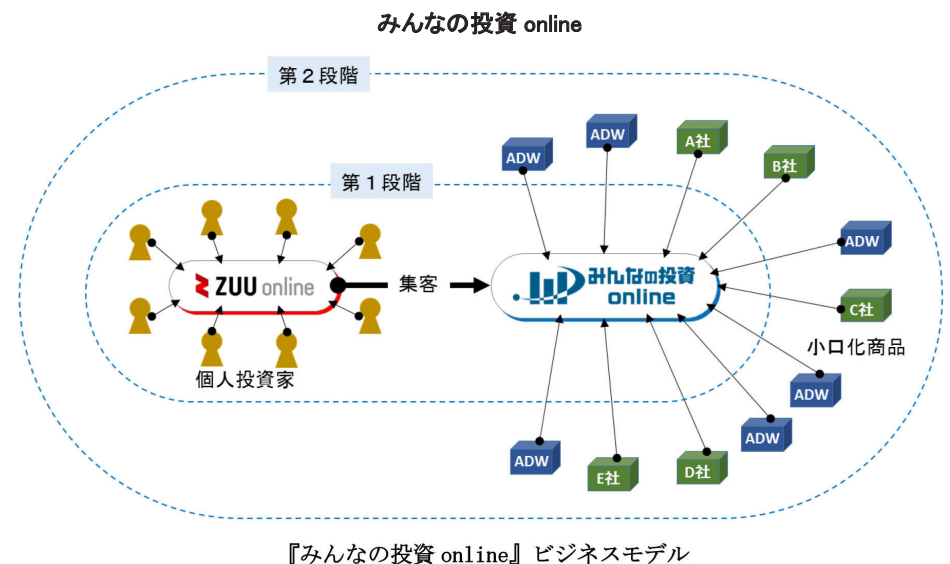 みんなの投資 online
第２段階
第１段階
ADW
ADW
A社
B社
ADW
C社
小口化商品
ADW
ADW
D社
E社
ADW
ZUU online
集客
みんなの投資
online
個人投資家
『みんなの投資 online』ビジネスモデル